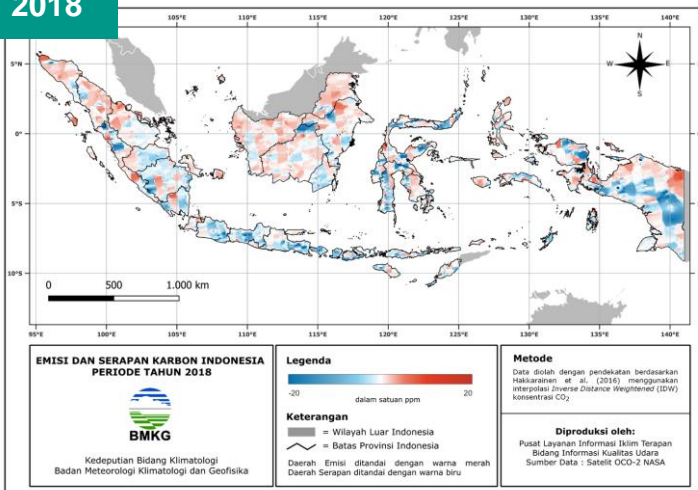 2018
95°E 100°E 105°E 110°E 115°E 120°E 125°E 130°E 135°E 140°E
5°N
0°
5°S
10°S
N
W E
S
0 500 1.000 km
95°E 100°E 105°E 110°E 115°E 120°E 125°E 130°E 135°E 140°E
EMISI DAN SERAPAN KARBON INDONESIA
PERIODE TAHUN 2018
BMKG
Kedeputian Bidang Klimatologi
Badan Meteorologi Klimatologi dan Geofisika
Legenda
-20 20
dalam satuan ppm
Keterangan
= Wilayah Luar Indonesia
= Batas Provinsi Indonesia
Daerah Emisi ditandai dengan warna merah
Daerah Serapan ditandai dengan warna biru
Metode
Data diolah dengan pendekatan berdasarkan
Hakkarainen et al. (2016) menggunakan
interpolasi Inverse Distance Weightered (IDW)
konsentrasi CO₂
Diproduksi oleh:
Pusat Layanan Informasi Iklim Terapan
Bidang Informasi Kualitas Udara
Sumber Data : Satelit OCO-2 NASA